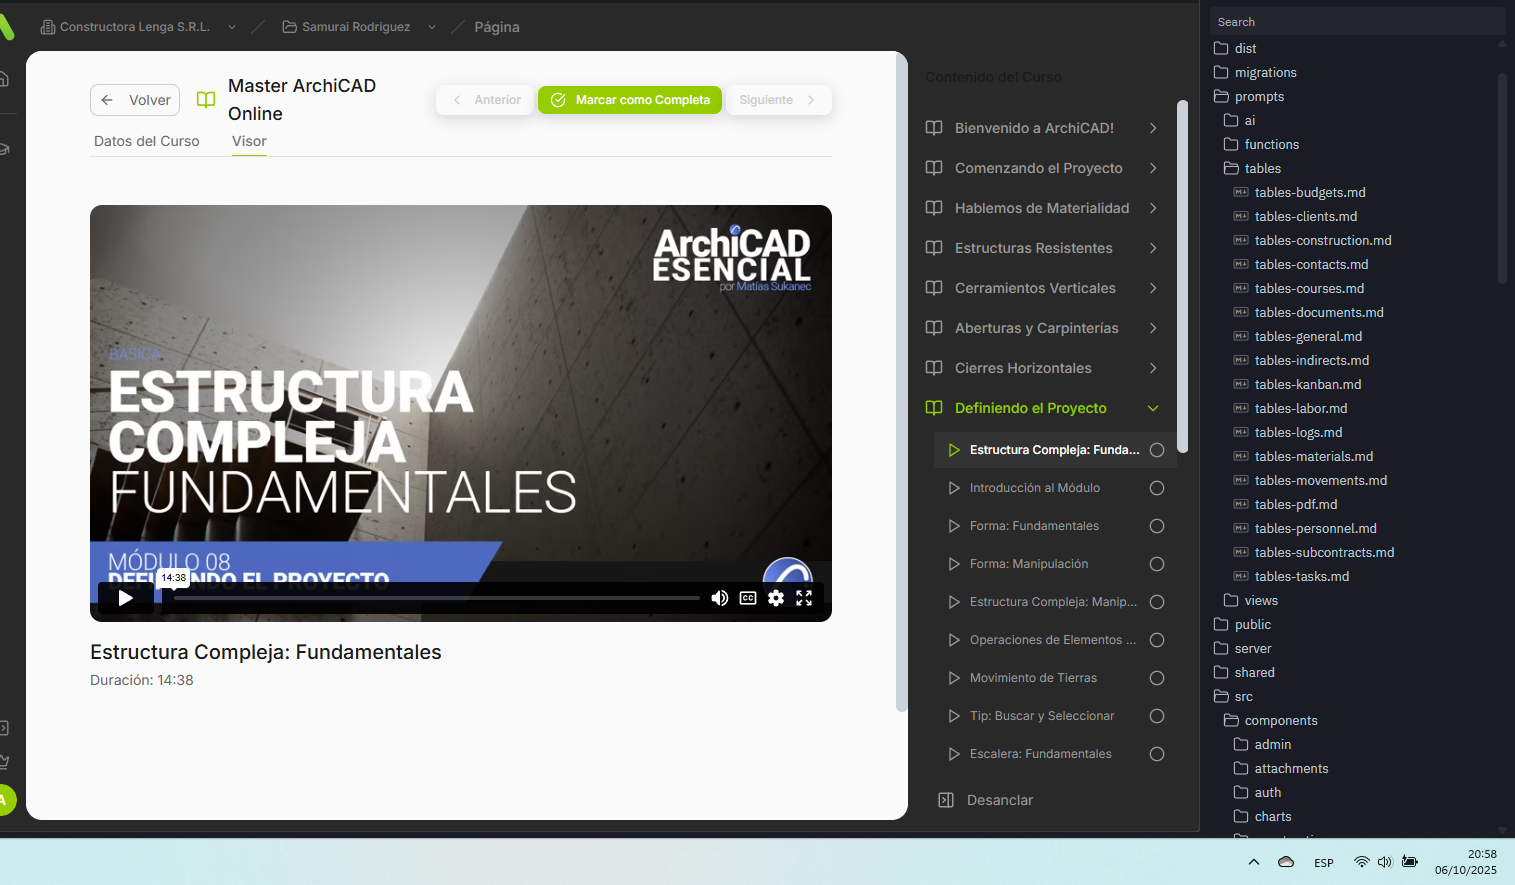 Constructora Lenga S.R.L.
Samurai Rodriguez
Página
Volver
Master ArchiCAD
Online
Anterior
Marcar como Completa
Siguiente
Datos del Curso
Visor
ArchiCAD
ESENCIAL
por Matías Sukanec
BASICA
ESTRUCTURA
COMPLEJA
FUNDAMENTALES
MÓDULO 08
DEFINIENDO EL PROYECTO
14:38
CC
Estructura Compleja: Fundamentales
Duración: 14:38
A
Contenido del Curso
Bienvenido a ArchiCAD!
Comenzando el Proyecto
Hablemos de Materialidad
Estructuras Resistentes
Cerramientos Verticales
Aberturas y Carpinterías
Cierres Horizontales
Definiendo el Proyecto
Estructura Compleja: Funda...
Introducción al Módulo
Forma: Fundamentales
Forma: Manipulación
Estructura Compleja: Manip...
Operaciones de Elementos ...
Movimiento de Tierras
Tip: Buscar y Seleccionar
Escalera: Fundamentales
Desanclar
Search
dist
migrations
prompts
ai
functions
tables
tables-budgets.md
tables-clients.md
tables-construction.md
tables-contacts.md
tables-courses.md
tables-documents.md
tables-general.md
tables-indirects.md
tables-kanban.md
tables-labor.md
tables-logs.md
tables-materials.md
tables-movements.md
tables-pdf.md
tables-personnel.md
tables-subcontracts.md
tables-tasks.md
views
public
server
shared
src
components
admin
attachments
auth
charts
ESP
20:58
06/10/2025